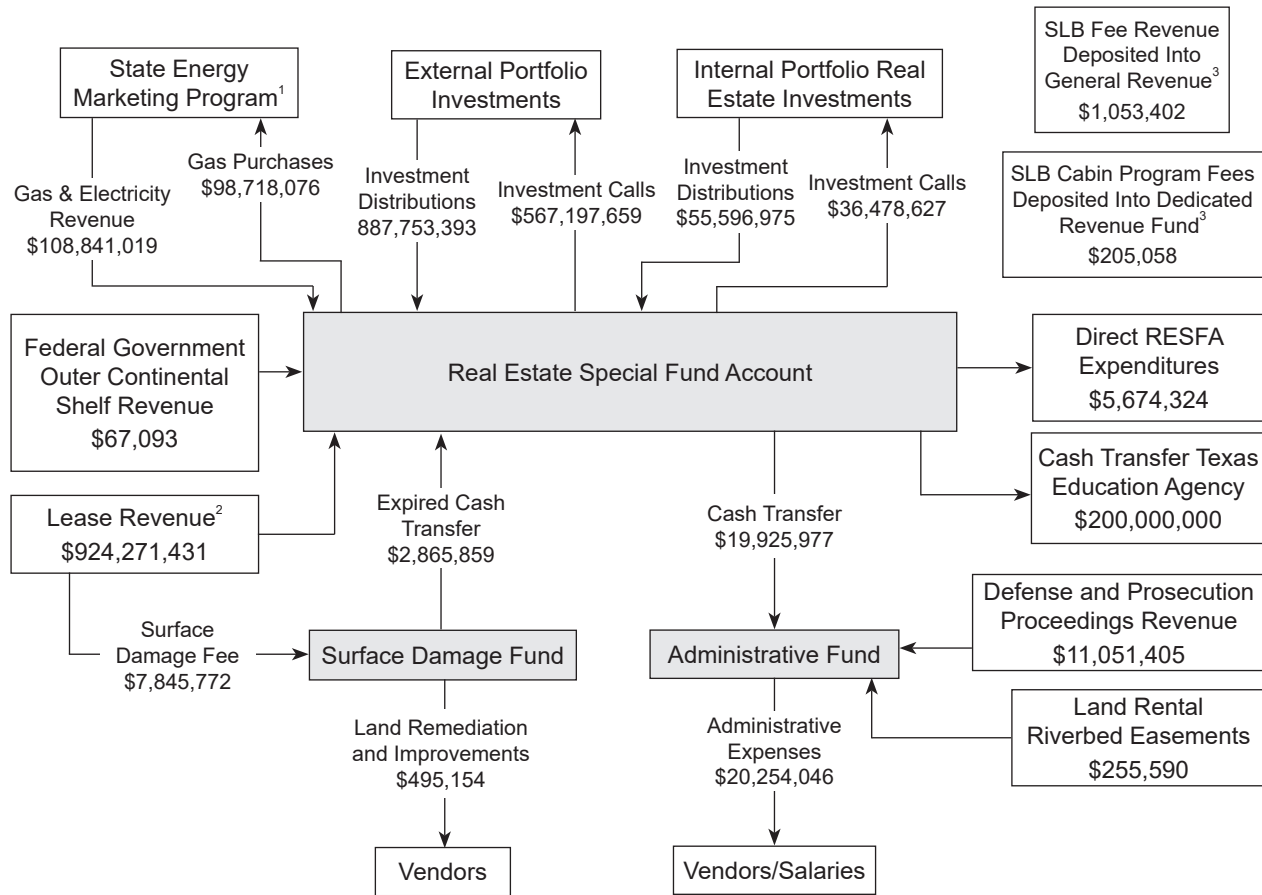 State Energy
Marketing Program1
External Portfolio
Investments
Internal Portfolio Real
Estate Investments
SLB Fee Revenue
Deposited Into
General Revenue3
$1,053,402
Gas & Electricity
Revenue
$108,841,019
Gas Purchases
$98,718,076
Investment
Distributions
887,753,393
Investment Calls
$567,197,659
Investment
Distributions
$55,596,975
Investment Calls
$36,478,627
SLB Cabin Program Fees
Deposited Into Dedicated
Revenue Fund3
$205,058
Federal Government
Outer Continental
Shelf Revenue
$67,093
Real Estate Special Fund Account
Direct RESFA
Expenditures
$5,674,324
Cash Transfer Texas
Education Agency
$200,000,000
Lease Revenue2
$924,271,431
Expired Cash
Transfer
$2,865,859
Cash Transfer
$19,925,977
Surface
Damage Fee
$7,845,772
Surface Damage Fund
Administrative Fund
Defense and Prosecution
Proceedings Revenue
$11,051,405
Land Remediation
and Improvements
$495,154
Administrative
Expenses
$20,254,046
Land Rental
Riverbed Easements
$255,590
Vendors
Vendors/Salaries